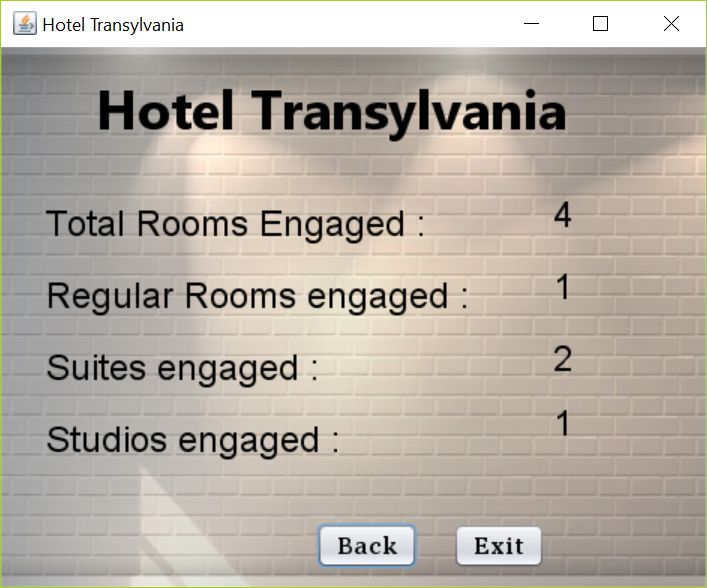 Hotel Transylvania
Hotel Transylvania
Total Rooms Engaged : 4
Regular Rooms engaged : 1
Suites engaged : 2
Studios engaged : 1
Back Exit